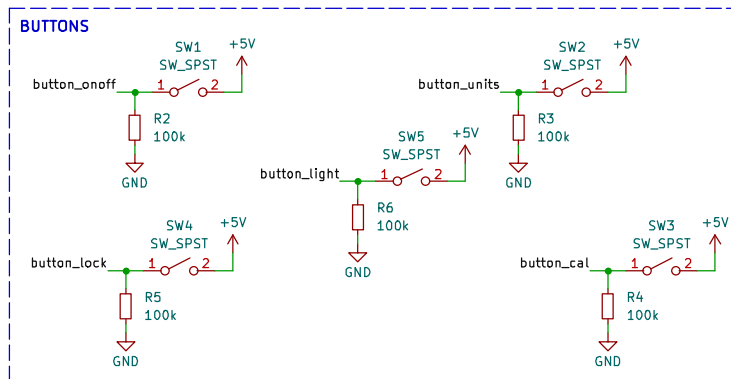 BUTTONS
SW1
SW_SPST
+5V
button_onoff
1
2
R2
100k
GND
SW2
SW_SPST
+5V
button_units
1
2
R3
100k
GND
SW5
SW_SPST
+5V
button_light
1
2
R6
100k
GND
SW4
SW_SPST
+5V
button_lock
1
2
R5
100k
GND
SW3
SW_SPST
+5V
button_cal
1
2
R4
100k
GND